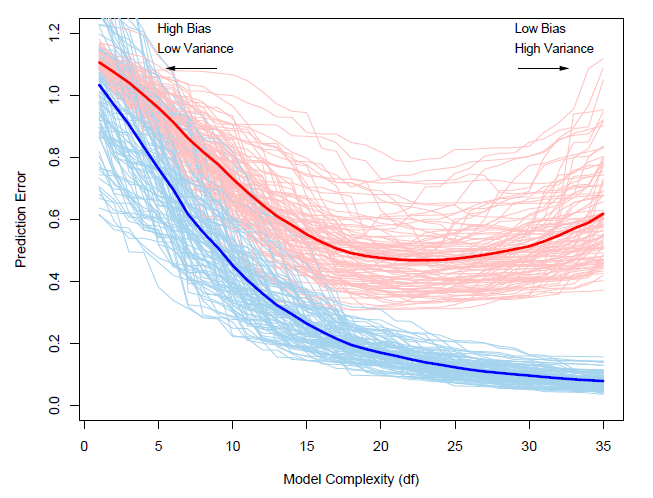 High Bias
Low Variance
Low Bias
High Variance
Prediction Error
0.0
0.2
0.4
0.6
0.8
1.0
1.2
0
5
10
15
20
25
30
35
Model Complexity (df)